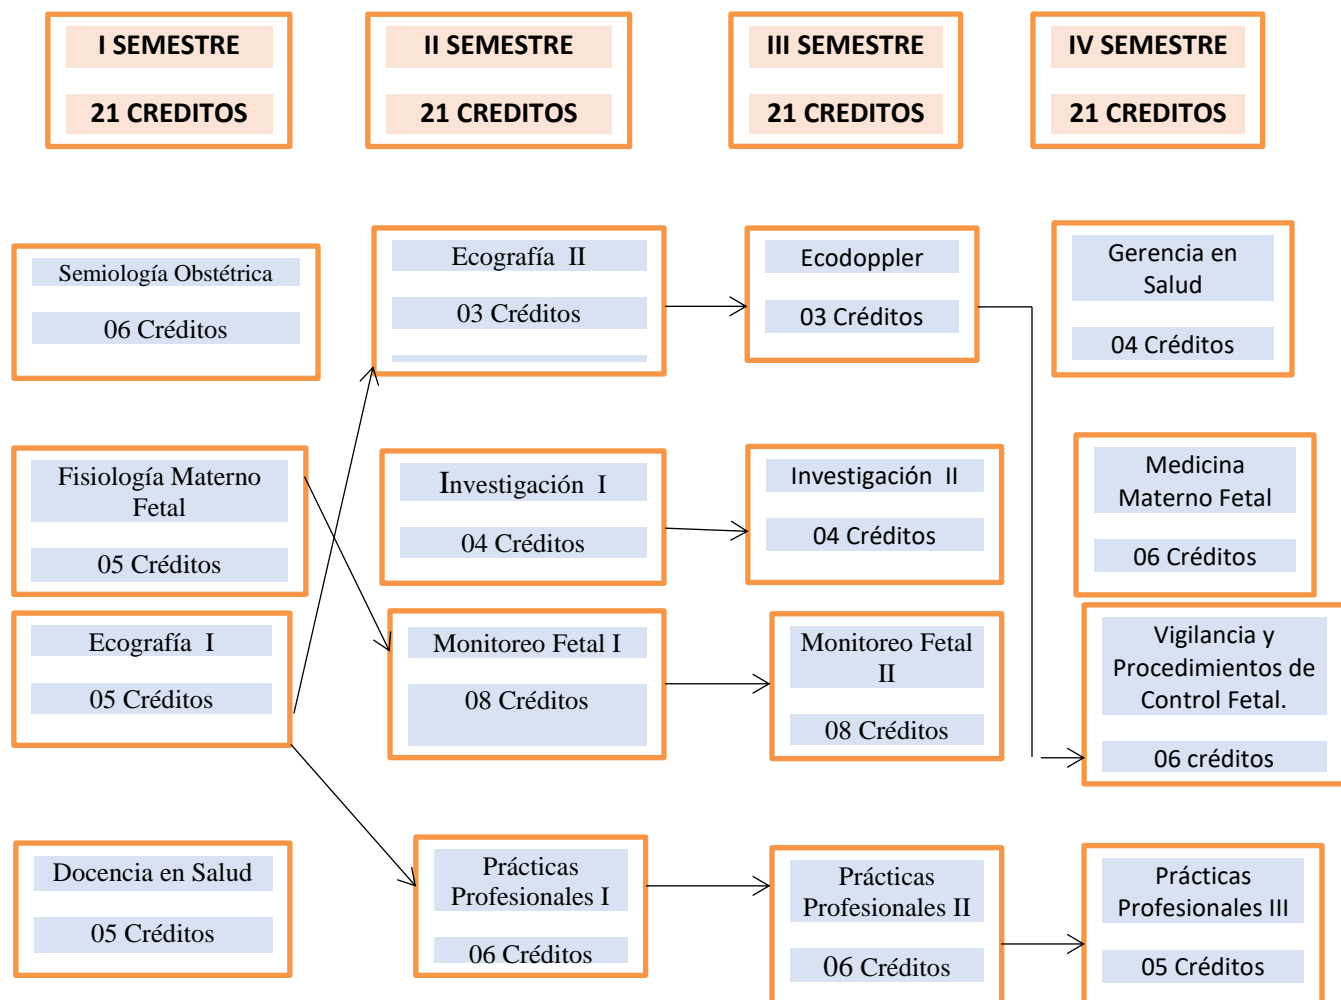 I SEMESTRE
21 CREDITOS
II SEMESTRE
21 CREDITOS
III SEMESTRE
21 CREDITOS
IV SEMESTRE
21 CREDITOS
Semiología Obstétrica
06 Créditos
Fisiología Materno
Fetal
05 Créditos
Ecografía I
05 Créditos
Docencia en Salud
05 Créditos
Ecografía II
03 Créditos
Investigación I
04 Créditos
Monitoreo Fetal I
08 Créditos
Prácticas
Profesionales I
06 Créditos
Ecodoppler
03 Créditos
Investigación II
04 Créditos
Monitoreo Fetal
II
08 Créditos
Prácticas
Profesionales II
06 Créditos
Gerencia en
Salud
04 Créditos
Medicina
Materno Fetal
06 Créditos
Vigilancia y
Procedimientos de
Control Fetal.
06 créditos
Prácticas
Profesionales III
05 Créditos